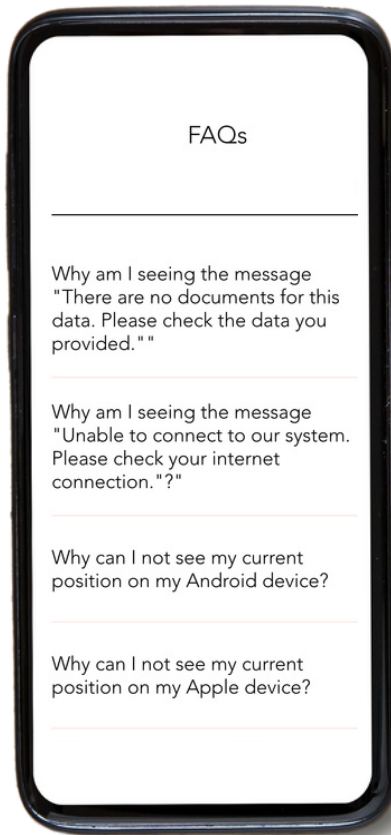 FAQs
Why am I seeing the message
"There are no documents for this
data. Please check the data you
provided.""
Why am I seeing the message
"Unable to connect to our system.
Please check your internet
connection."?"
Why can I not see my current
position on my Android device?
Why can I not see my current
position on my Apple device?